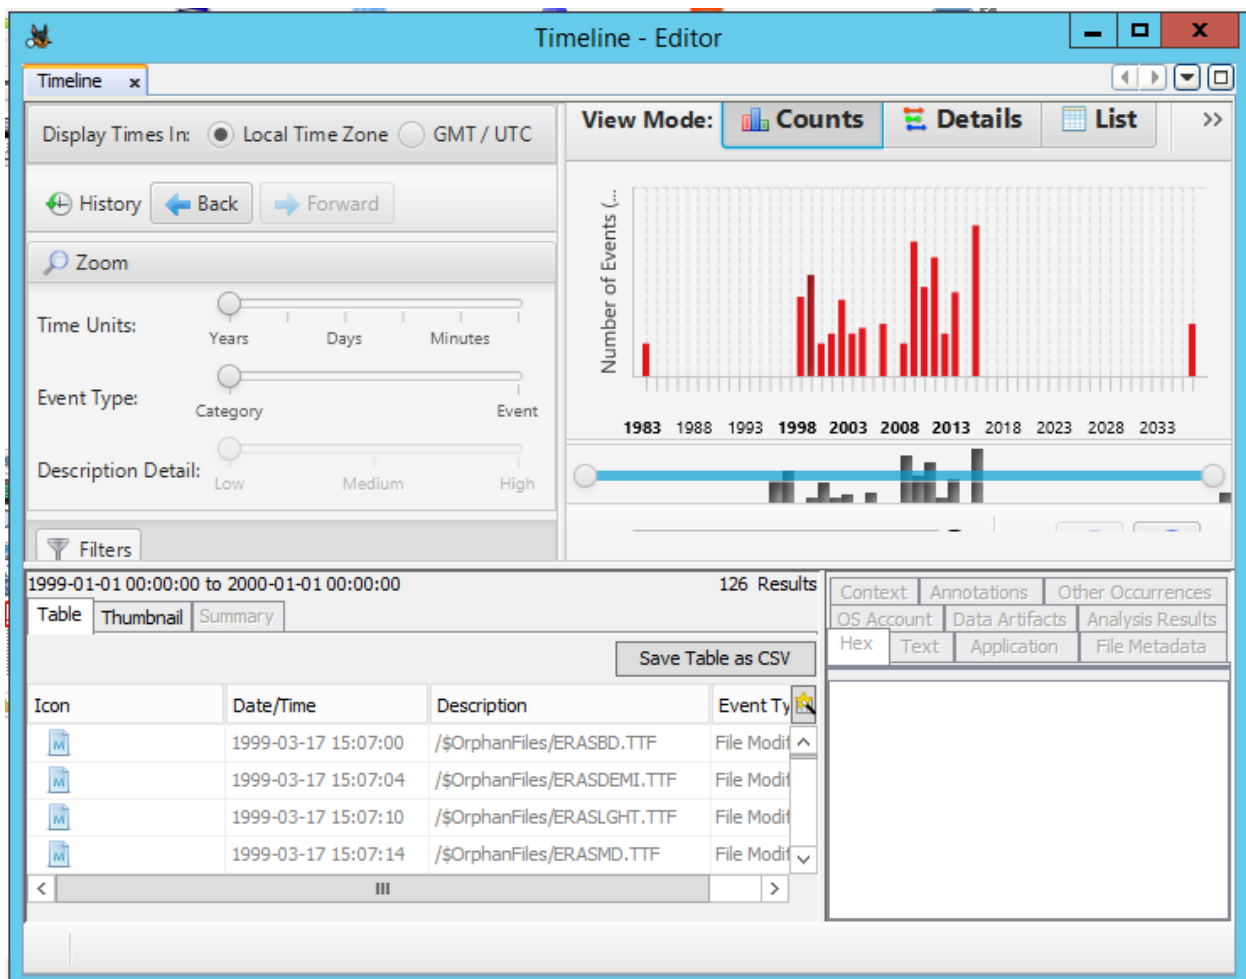 Timeline - Editor
Timeline x
Display Times In: Local Time Zone GMT / UTC
View Mode: Counts Details List >>
History Back Forward
Zoom
Time Units:
Years Days Minutes
Event Type:
Category Event
Description Detail:
Low Medium High
Filters
Number of Events (...
1983 1988 1993 1998 2003 2008 2013 2018 2023 2028 2033
1999-01-01 00:00:00 to 2000-01-01 00:00:00 126 Results
Table Thumbnail Summary
Save Table as CSV
Icon Date/Time Description Event Ty
M 1999-03-17 15:07:00 /$OrphanFiles/ERASBD.TTF File Modif
M 1999-03-17 15:07:04 /$OrphanFiles/ERASDEMI.TTF File Modif
M 1999-03-17 15:07:10 /$OrphanFiles/ERASLGHT.TTF File Modif
M 1999-03-17 15:07:14 /$OrphanFiles/ERASMD.TTF File Modif
Context Annotations Other Occurrences
OS Account Data Artifacts Analysis Results
Hex Text Application File Metadata